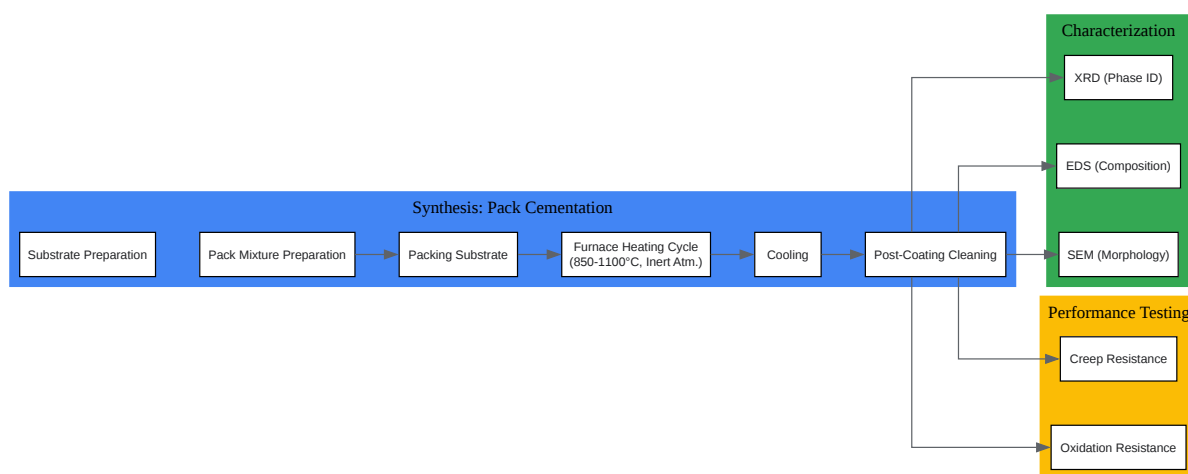 Characterization
XRD (Phase ID)
EDS (Composition)
Synthesis: Pack Cementation
Substrate Preparation
Pack Mixture Preparation
Packing Substrate
Furnace Heating Cycle
(850-1100°C, Inert Atm.)
Cooling
Post-Coating Cleaning
SEM (Morphology)
Performance Testing
Creep Resistance
Oxidation Resistance